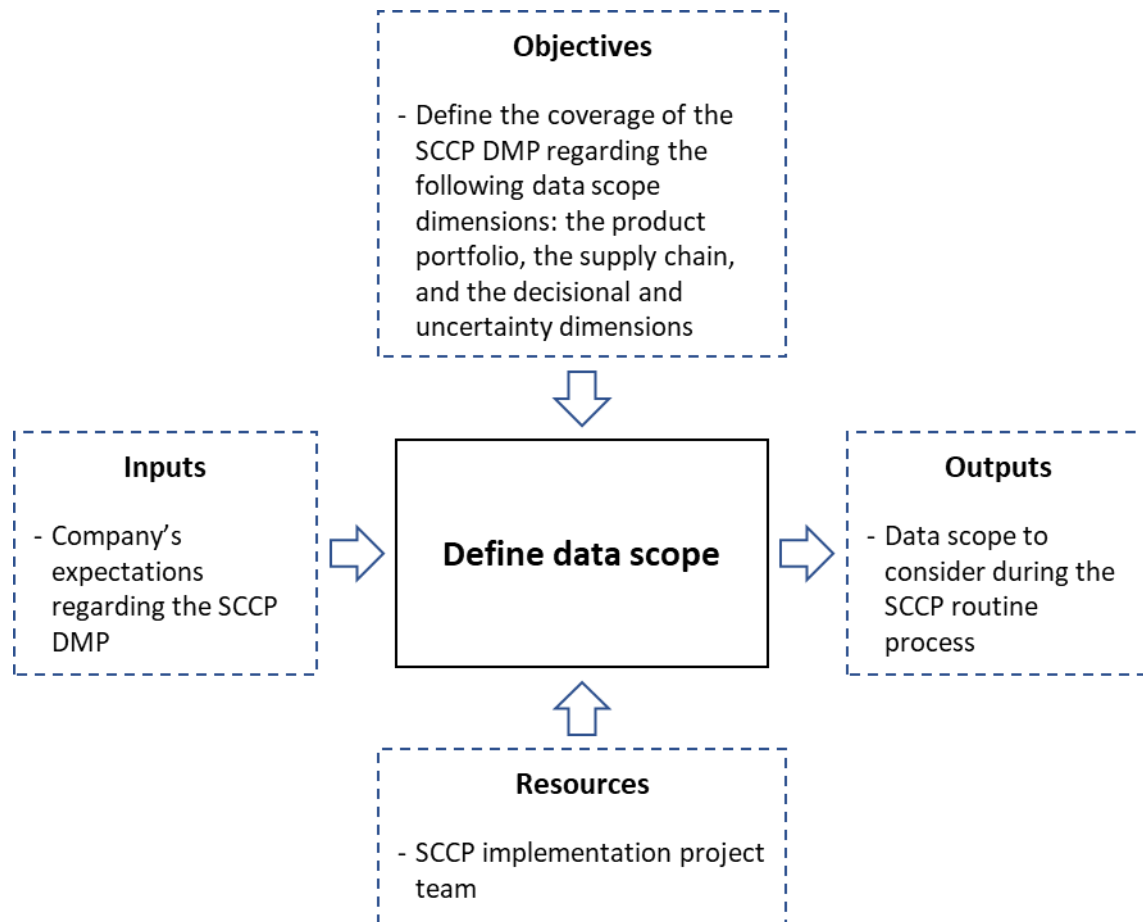 Objectives
- Define the coverage of the
SCCP DMP regarding the
following data scope
dimensions: the product
portfolio, the supply chain,
and the decisional and
uncertainty dimensions
Inputs
- Company's
expectations
regarding the SCCP
DMP
Define data scope
Outputs
- Data scope to
consider during the
SCCP routine
process
Resources
- SCCP implementation project
team